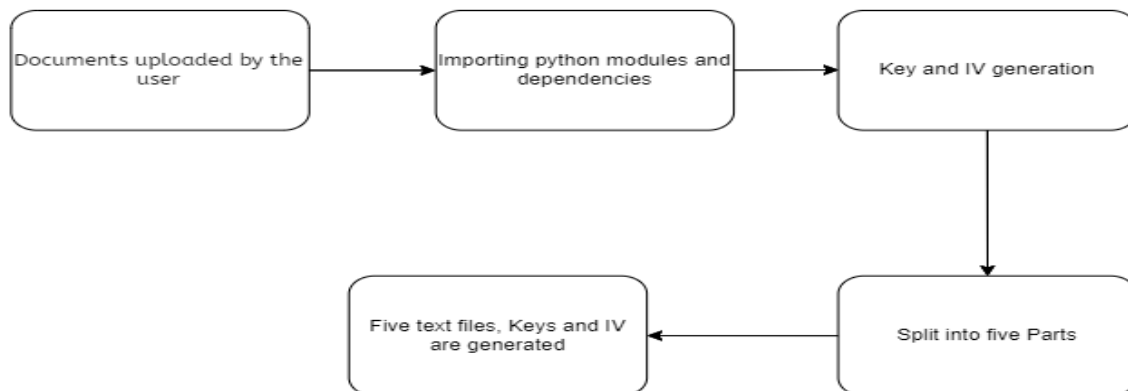 Documents uploaded by the
user
Importing python modules and
dependencies
Key and IV generation
Split into five Parts
Five text files, Keys and IV
are generated